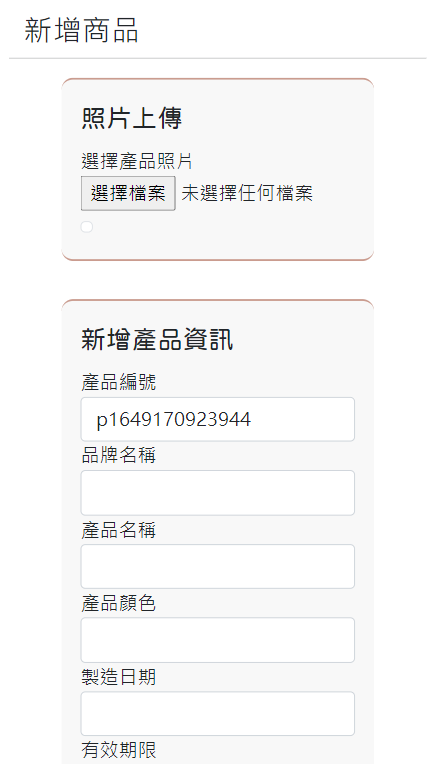 新增商品
照片上傳
選擇產品照片
選擇檔案 未選擇任何檔案
新增產品資訊
產品編號
p1649170923944
品牌名稱
產品名稱
產品顏色
製造日期
有效期限